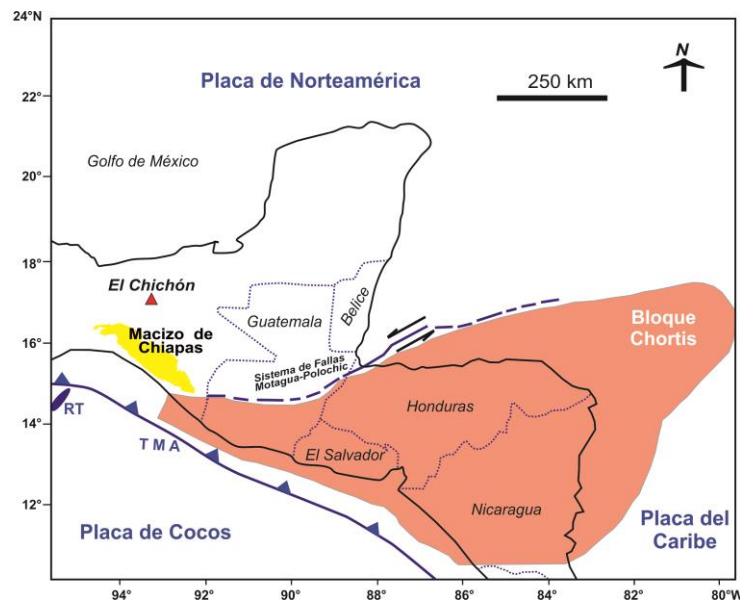 24°N
Placa de Norteamérica
N
250 km
22°
Golfo de México
20°
18°
El Chichón
Belice
Guatemala
Bloque
Chortis
Macizo de
Chiapas
16°
Sistema de Fallas
Motagua-Polochic
RT
Honduras
14°
T M A
El Salvador
Nicaragua
12°
Placa de Cocos
Placa del
Caribe
94°
92°
90°
88°
86°
84°
82°
80°W